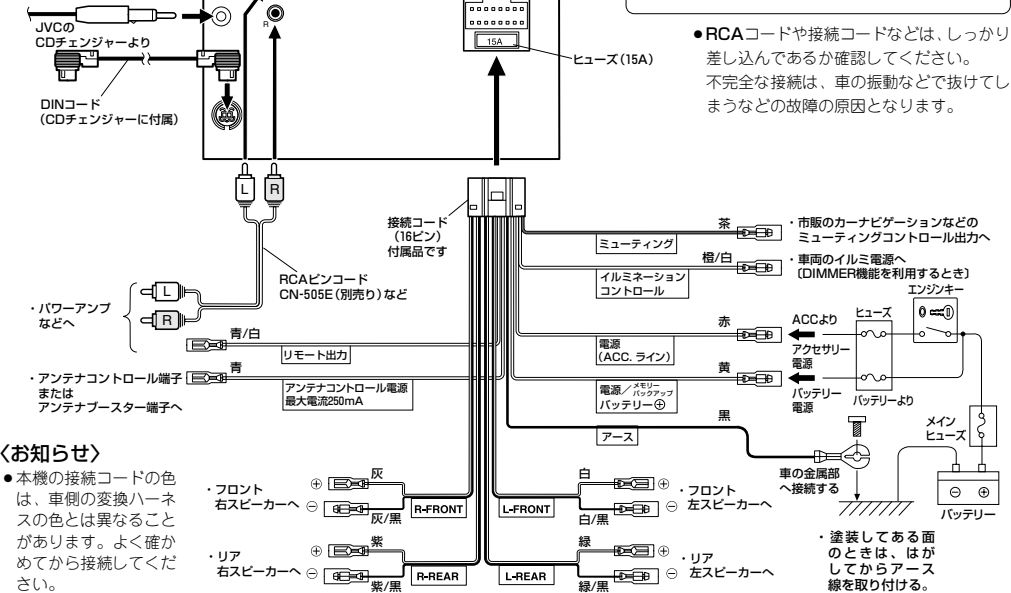 JVCの
CDチェンジャーより
DINコード
(CDチェンジャーに付属)
R
15A
ヒューズ(15A)
●RCAコードや接続コードなどは、しっかり
差し込んであるか確認してください。
不完全な接続は、車の振動などで抜けてし
まうなどの故障の原因となります。
L
R
接続コード
(16ピン)
付属品です
RCAピンコード
CN-505E(別売り)など
L
R
・パワーアンプ
などへ
青/白
リモート出力
青
・アンテナコントロール端子
または
アンテナブースター端子へ
アンテナコントロール電源
最大電流250mA
茶
ミューティング
・市販のカーナビゲーションなどの
ミューティングコントロール出力へ
橙/白
イルミネーション
コントロール
・車両のイルミ電源へ
〔DIMMER機能を利用するとき〕
エンジンキー
赤
電源
(ACC. ライン)
ACCより
アクセサリー
電源
ヒューズ
黄
電源/メモリーバックアップ
バッテリー⊕
バッテリー
電源
バッテリーより
黒
アース
車の金属部
へ接続する
メイン
ヒューズ
⊖ ⊕
バッテリー
・塗装してある面
のときは、はが
してからアース
線を取り付ける。
〈お知らせ〉
●本機の接続コードの色
は、車側の変換ハーネ
スの色とは異なること
があります。よく確か
めてから接続してくだ
さい。
・フロント
右スピーカーへ
⊕
灰
⊖
灰/黒
R-FRONT
L-FRONT
白
⊕
白/黒
⊖
・フロント
左スピーカーへ
・リア
右スピーカーへ
⊕
紫
⊖
紫/黒
R-REAR
L-REAR
緑
⊕
緑/黒
⊖
・リア
左スピーカーへ